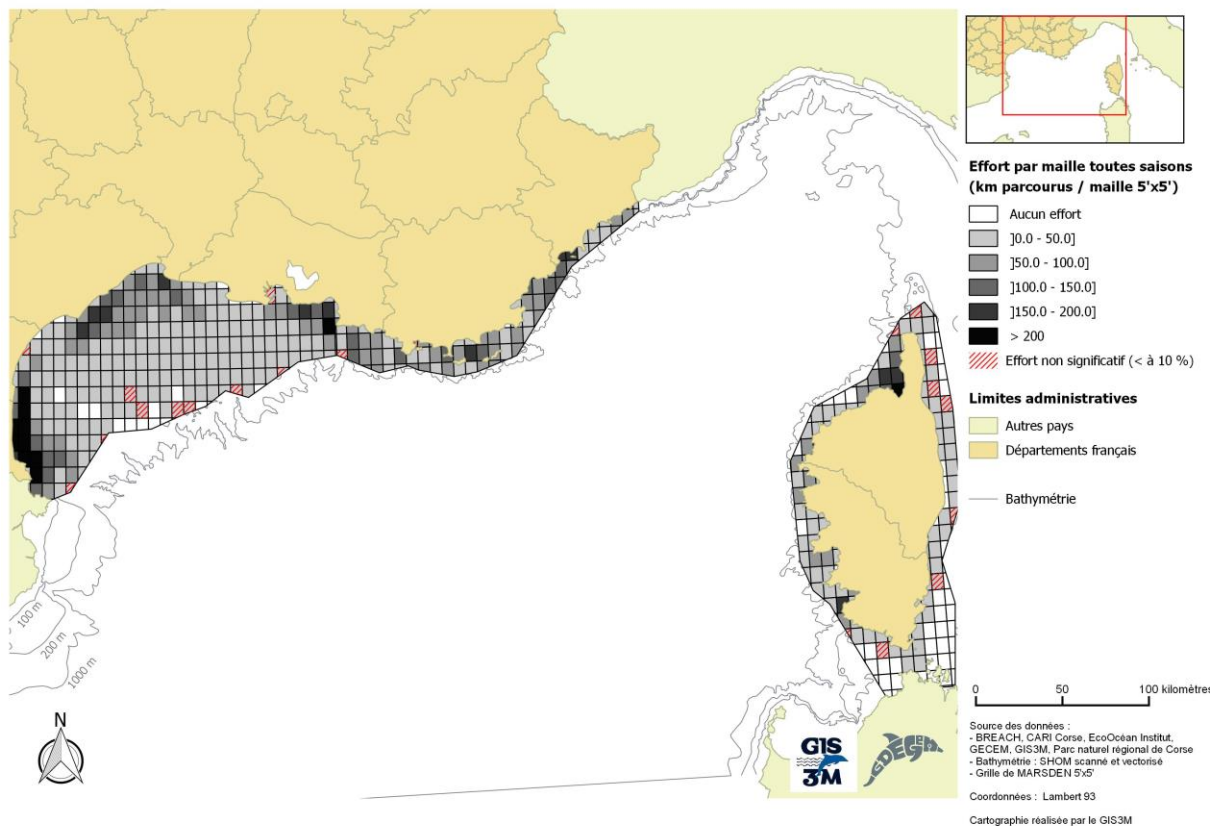 Effort par maille toutes saisons
(km parcourus / maille 5'x5')
Aucun effort
]0.0 - 50.0]
]50.0 - 100.0]
]100.0 - 150.0]
]150.0 - 200.0]
> 200
Effort non significatif (< à 10 %)
Limites administratives
Autres pays
Départements français
Bathymétrie
100 m
200 m
1000 m
N
GIS
3M
GDEGeM
0 50 100 kilomètres
Source des données :
- BREACH, CARI Corse, EcoOcéan Institut,
GECEM, GIS3M, Parc naturel régional de Corse
- Bathymétrie : SHOM scanné et vectorisé
- Grille de MARSDEN 5'x5'
Coordonnées : Lambert 93
Cartographie réalisée par le GIS3M